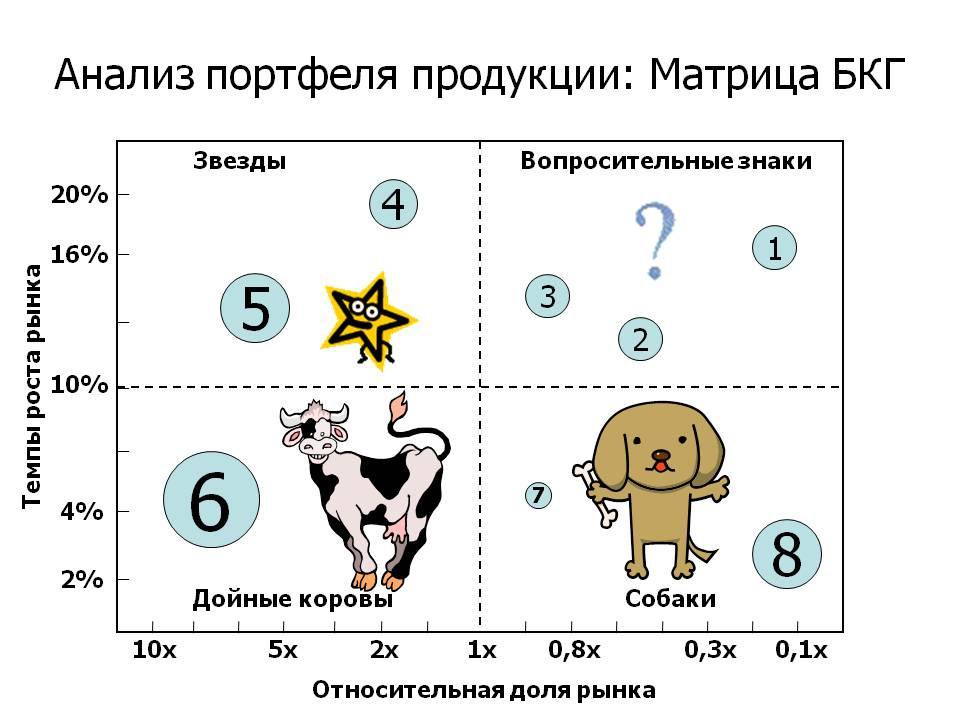 Анализ портфеля продукции: Матрица БКГ
Звезды
Вопросительные знаки
20%
4
16%
1
3
5
2
10%
Темпы роста рынка
6
7
4%
8
2%
Дойные коровы
Собаки
10x 5x 2x 1x 0,8x 0,3x 0,1x
Относительная доля рынка